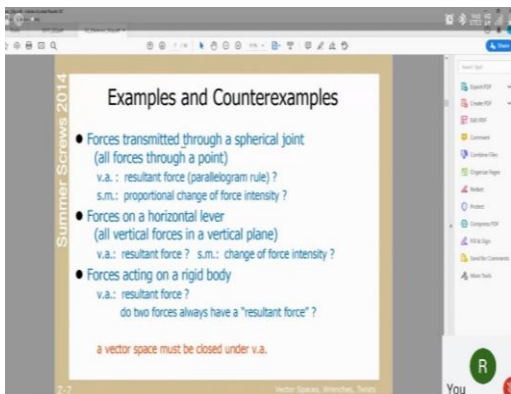 Examples and Counterexamples
Summer Screws 2014
● Forces transmitted through a spherical joint
(all forces through a point)
v.a. : resultant force (parallelogram rule) ?
s.m.: proportional change of force intensity ?
● Forces on a horizontal lever
(all vertical forces in a vertical plane)
v.a.: resultant force ? s.m.: change of force intensity ?
● Forces acting on a rigid body
v.a.: resultant force ?
do two forces always have a "resultant force" ?
a vector space must be closed under v.a.
Z-7
Vector Spaces, Wrenches, Twists
Share
Export PDF
Create PDF
Edit PDF
Comment
Combine Files
Organize Pages
Redact
Protect
Compress PDF
Fill & Sign
Send for Comments
More Tools
R
You